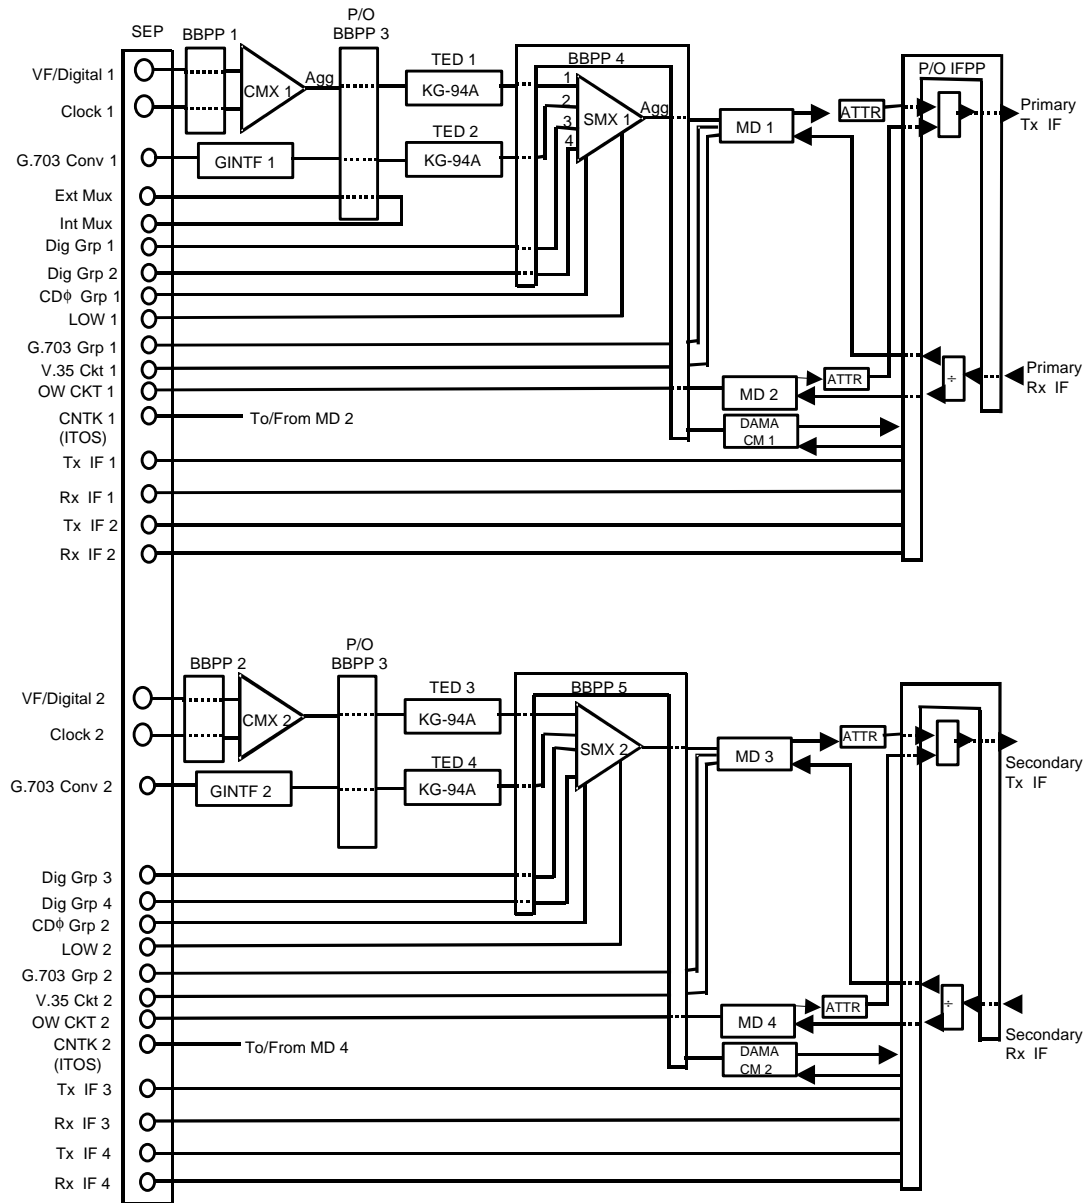 SEP
BBPP 1
P/O
BBPP 3
TED 1
KG-94A
BBPP 4
P/O IFPP
VF/Digital 1
CMX 1
Agg
1
2
3
4
SMX 1
Agg
MD 1
ATTR
Primary
Tx IF
Clock 1
TED 2
KG-94A
G.703 Conv 1
GINTF 1
Ext Mux
Int Mux
Dig Grp 1
Dig Grp 2
CDϕ Grp 1
LOW 1
G.703 Grp 1
V.35 Ckt 1
OW CKT 1
MD 2
ATTR
÷
Primary
Rx IF
CNTK 1
(ITOS)
To/From MD 2
DAMA
CM 1
Tx IF 1
Rx IF 1
Tx IF 2
Rx IF 2
BBPP 2
P/O
BBPP 3
TED 3
KG-94A
BBPP 5
VF/Digital 2
CMX 2
SMX 2
MD 3
ATTR
Secondary
Tx IF
Clock 2
TED 4
KG-94A
G.703 Conv 2
GINTF 2
Dig Grp 3
Dig Grp 4
CDϕ Grp 2
LOW 2
G.703 Grp 2
V.35 Ckt 2
OW CKT 2
MD 4
ATTR
÷
Secondary
Rx IF
CNTK 2
(ITOS)
To/From MD 4
DAMA
CM 2
Tx IF 3
Rx IF 3
Tx IF 4
Rx IF 4